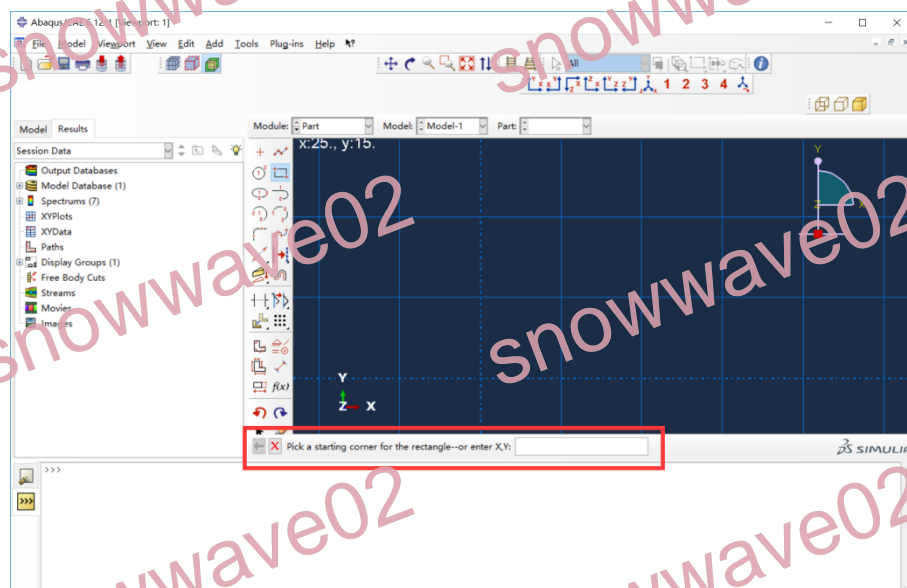 Abaqus/CAE 6.12-1 [Viewport: 1]
File Model Viewport View Edit Add Tools Plug-ins Help
All
1 2 3 4
Model Results
Module: Part Model: Model-1 Part:
Session Data
Output Databases
Model Database (1)
Spectrums (7)
XYPlots
XYData
Paths
Display Groups (1)
Free Body Cuts
Streams
Movies
Images
x:25., y:15.
Y
Z X
f(x)
Y
Z X
Pick a starting corner for the rectangle--or enter X,Y:
SIMULIA
>>>
>>>
snowwave02
snowwave02
snowwave02
snowwave02
snowwave02
snowwave02